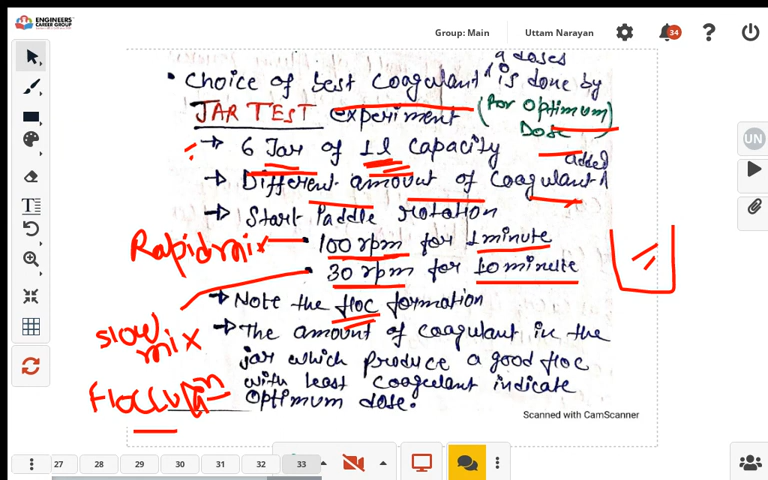 ENGINEERS
CAREER GROUP
Group: Main
Uttam Narayan
34
& doses
• Choice of best Coagulant ^ is done by
JAR TEST experiment (For Optimum)
Dose
→ 6 Jar of 1l capacity
added
→ Different amount of Coagulant ^
→ Start Paddle rotation
Rapid mix • 100 rpm for 1 minute
• 30 rpm for 10 minute
→ Note the floc formation
slow
mix
→ The amount of coagulant in the
jar which produce a good floc
with least coagulant indicate
optimum dose.
Scanned with CamScanner
UN
27 28 29 30 31 32 33